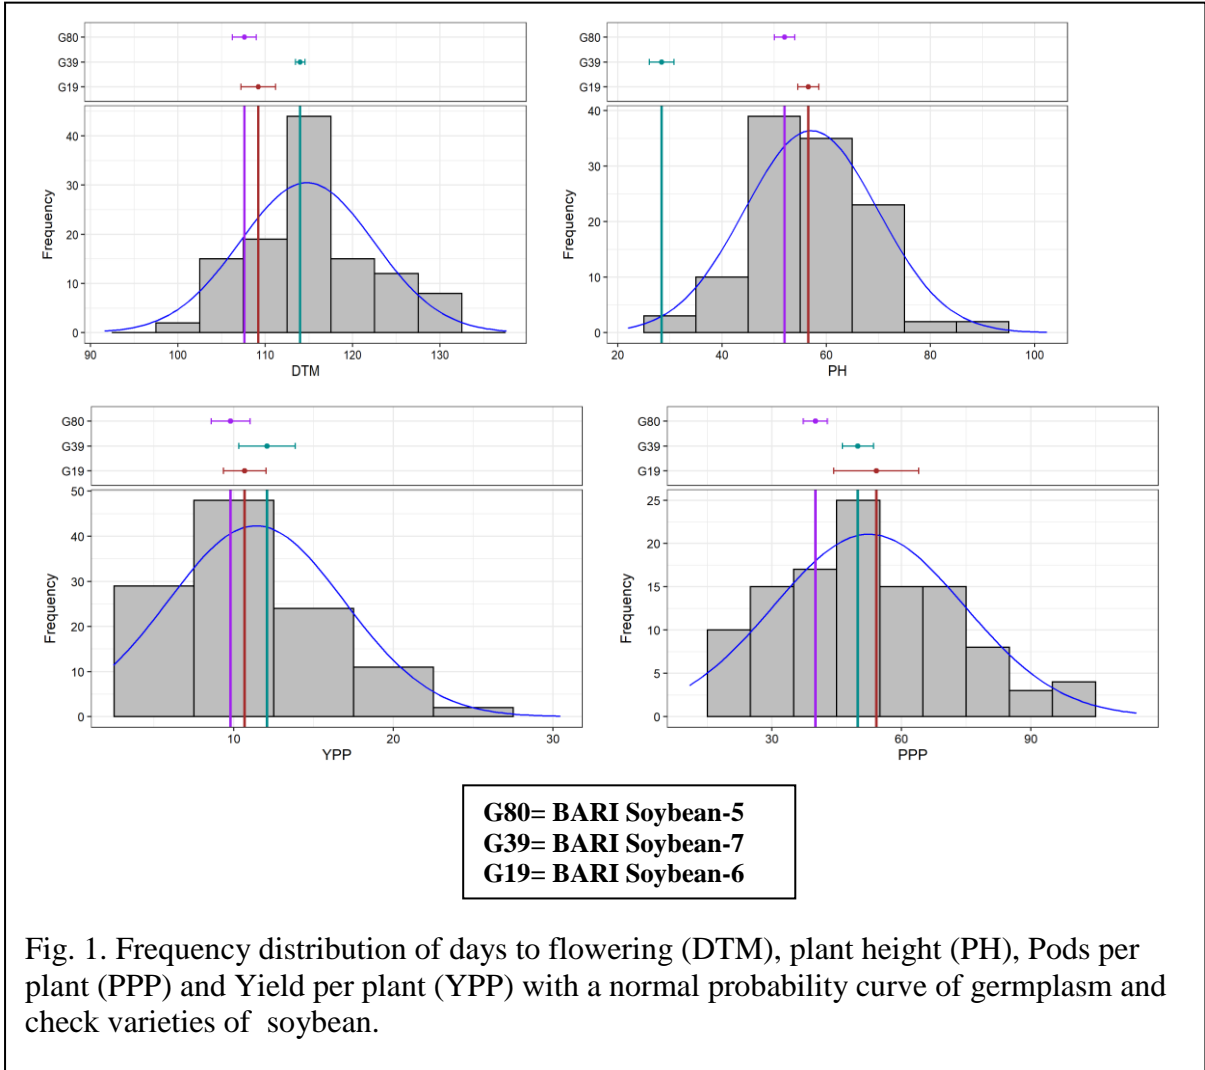 G80
G39
G19
Frequency
40
30
20
10
0
90 100 110 120 130
DTM
G80
G39
G19
Frequency
40
30
20
10
0
20 40 60 80 100
PH
G80
G39
G19
Frequency
50
40
30
20
10
0
10 20 30
YPP
G80
G39
G19
Frequency
25
20
15
10
5
0
30 60 90
PPP
G80= BARI Soybean-5
G39= BARI Soybean-7
G19= BARI Soybean-6
Fig. 1. Frequency distribution of days to flowering (DTM), plant height (PH), Pods per
plant (PPP) and Yield per plant (YPP) with a normal probability curve of germplasm and
check varieties of soybean.